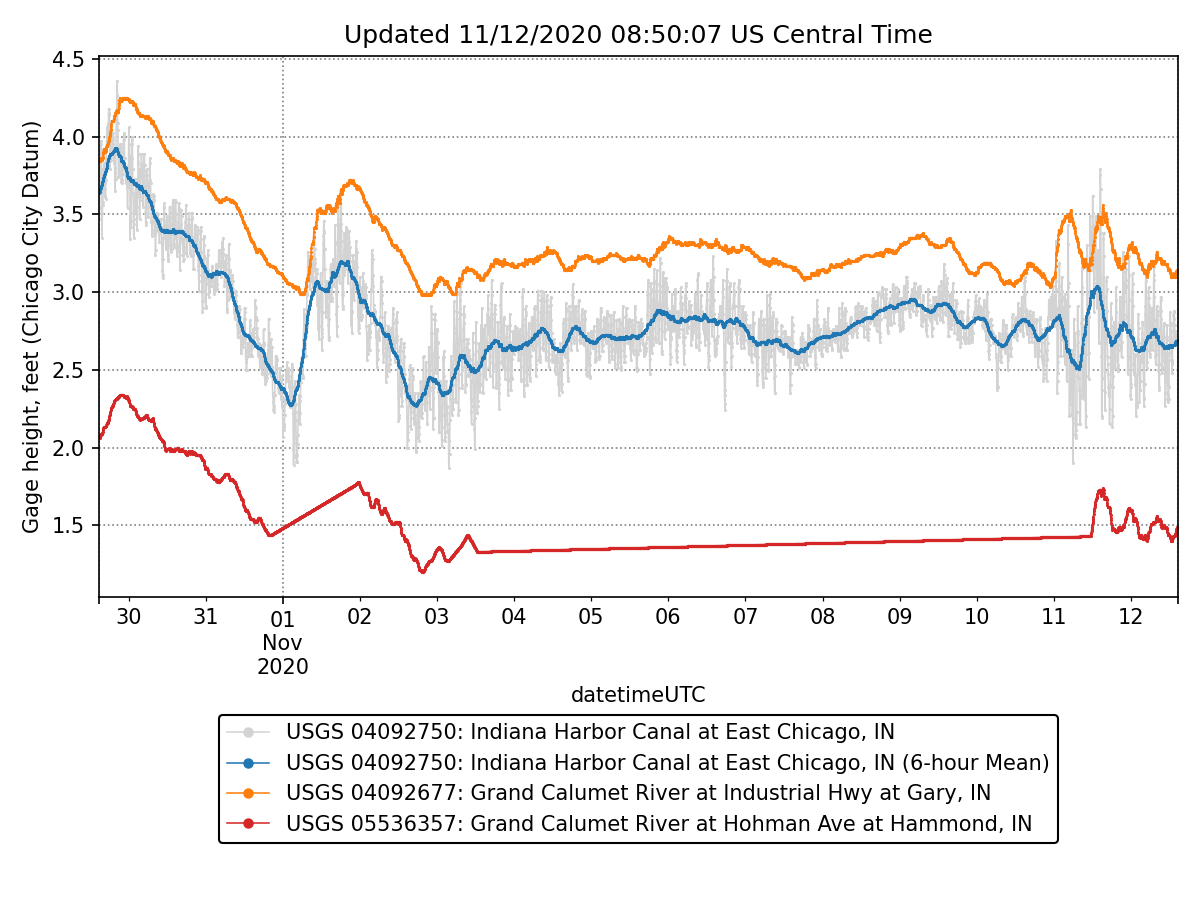 Updated 11/12/2020 08:50:07 US Central Time
Gage height, feet (Chicago City Datum)
4.5
4.0
3.5
3.0
2.5
2.0
1.5
30 31 01 02 03 04 05 06 07 08 09 10 11 12
Nov
2020
datetimeUTC
USGS 04092750: Indiana Harbor Canal at East Chicago, IN
USGS 04092750: Indiana Harbor Canal at East Chicago, IN (6-hour Mean)
USGS 04092677: Grand Calumet River at Industrial Hwy at Gary, IN
USGS 05536357: Grand Calumet River at Hohman Ave at Hammond, IN